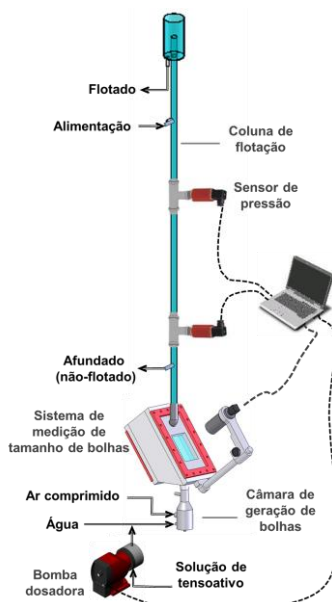 Flotado
Alimentação
Coluna de
flotação
Sensor de
pressão
Afundado
(não-flotado)
Sistema de
medição de
tamanho de bolhas
Ar comprimido
Água
Câmara de
geração de
bolhas
Solução de
tensoativo
Bomba
dosadora